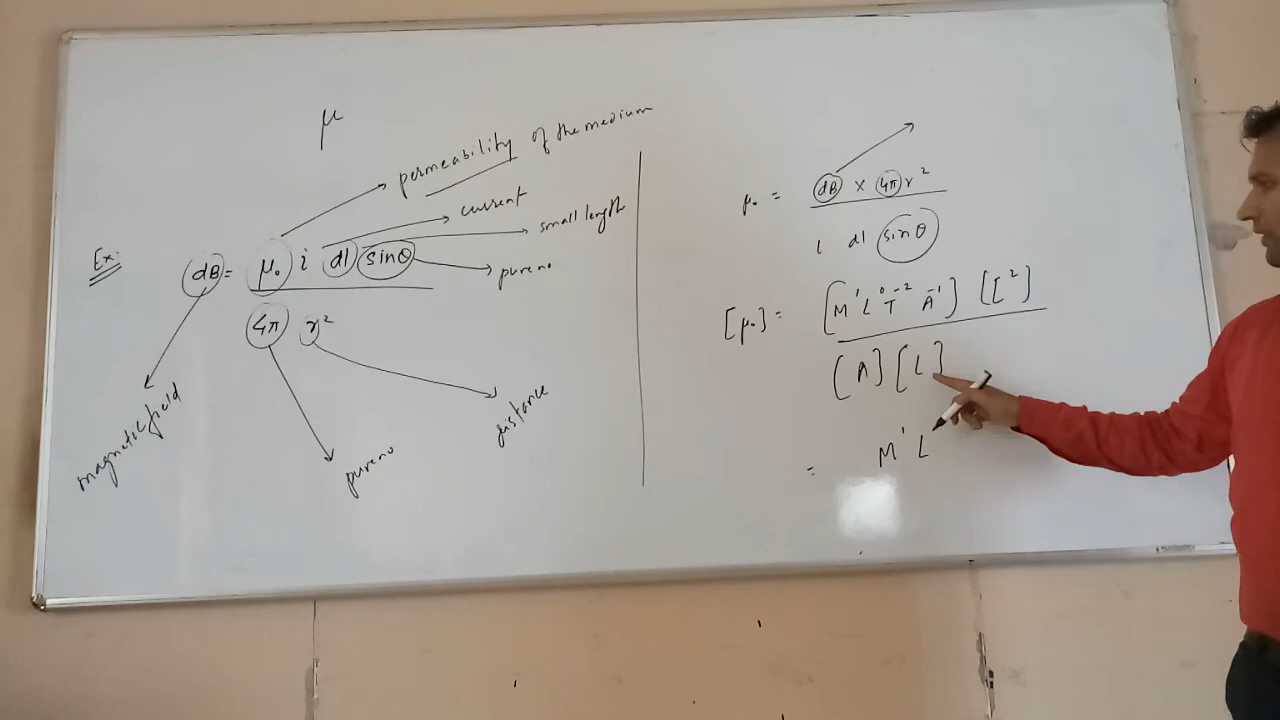 μ
permeability of the medium
current
small length
Ex:
dB = μ₀ i dl sinθ
pure no
4π r²
magnetic field
distance
pure no
μ₀ = dB × 4π r²
i dl sinθ
[μ₀] = [M¹ L⁰ T⁻² A⁻¹] [L²]
[A] [L]
= M¹ L